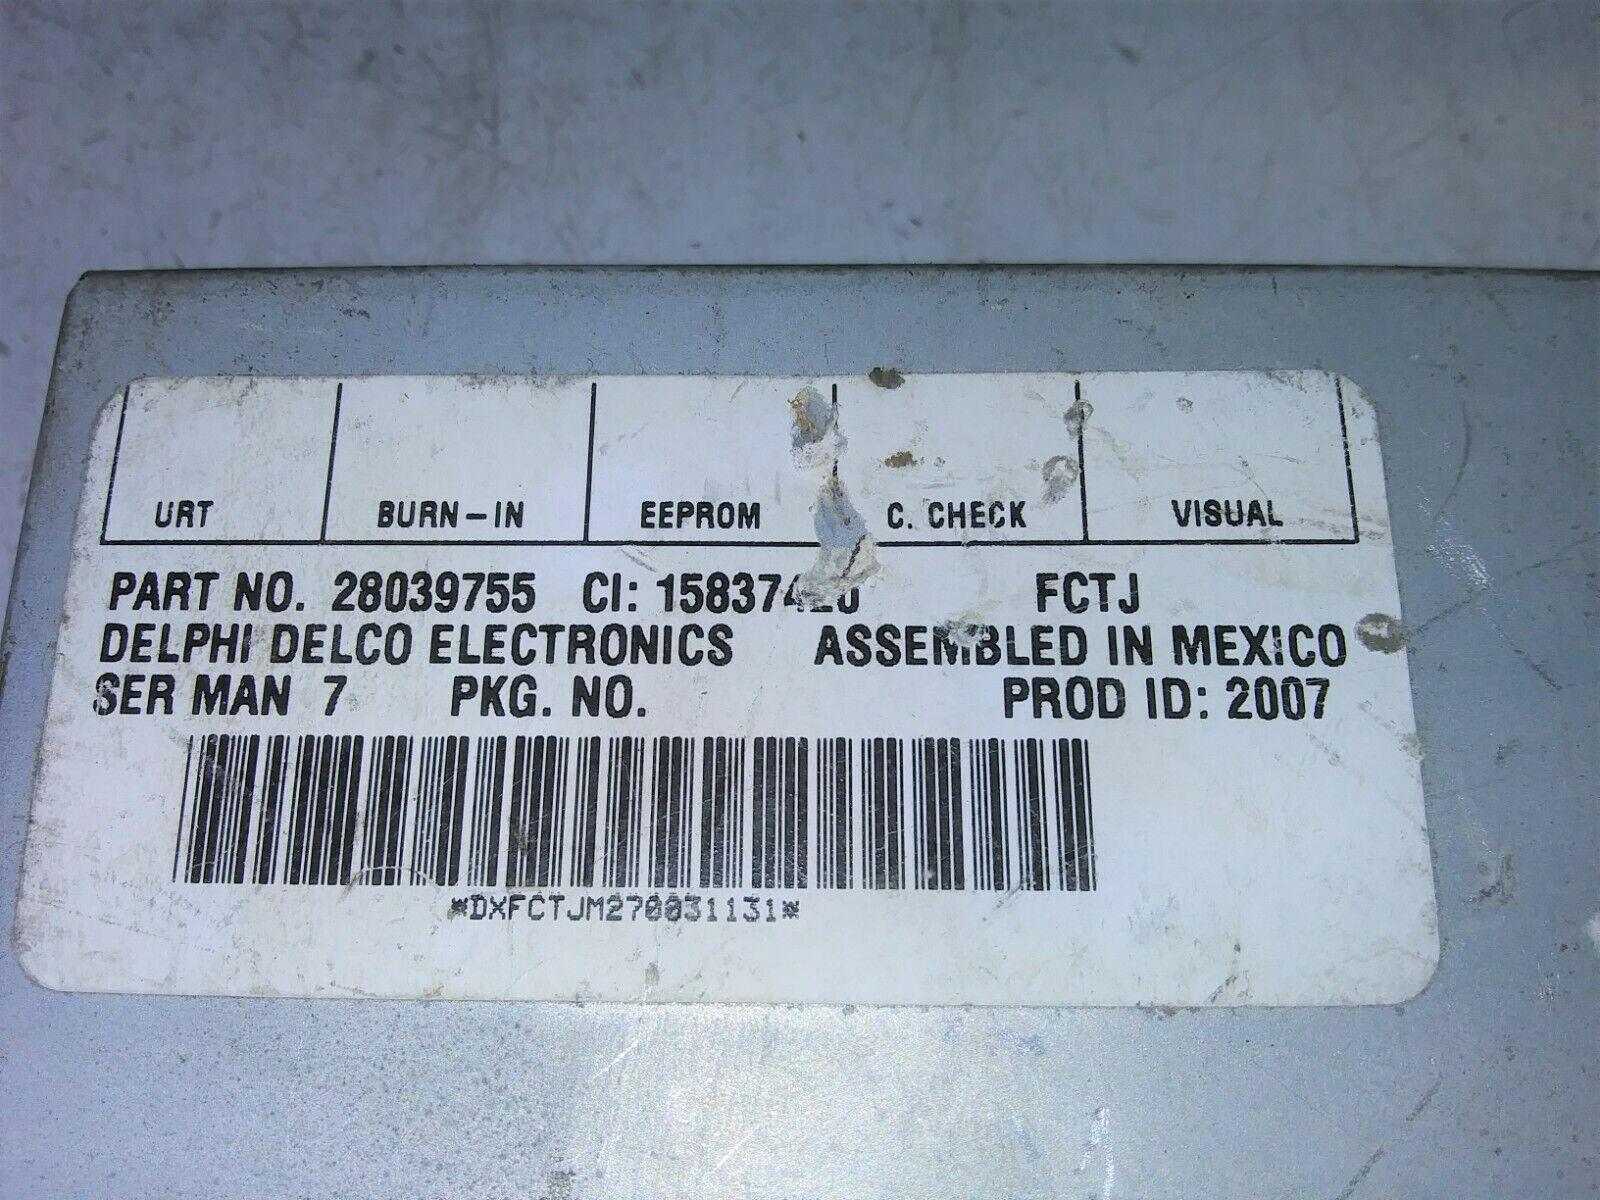 URT BURN-IN EEPROM C. CHECK VISUAL
PART NO. 28039755 CI: FCTJ
DELPHI DELCO ELECTRONICS ASSEMBLED IN MEXICO
SER MAN 7 PKG. NO. PROD ID: 2007
*DXFCTJM270031131*